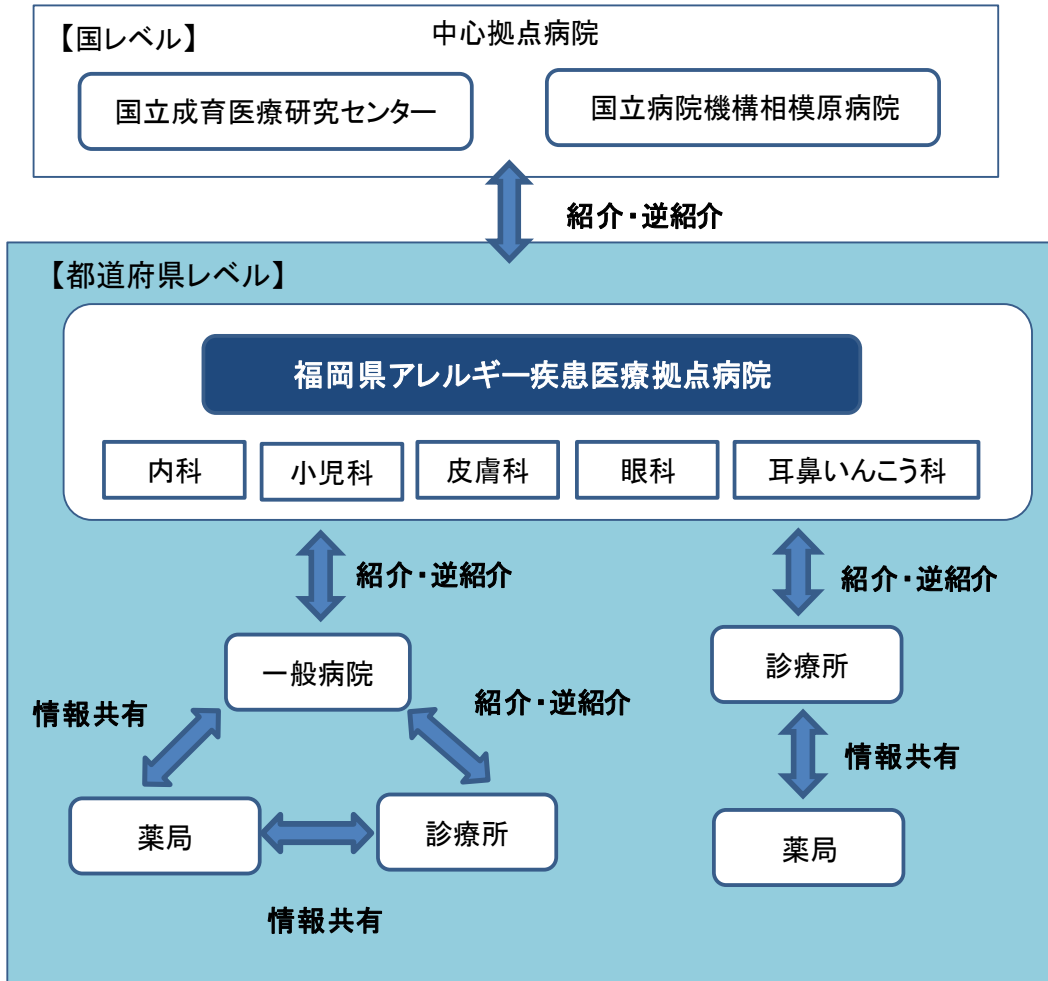 【国レベル】
中心拠点病院
国立成育医療研究センター
国立病院機構相模原病院
紹介・逆紹介
【都道府県レベル】
福岡県アレルギー疾患医療拠点病院
内科
小児科
皮膚科
眼科
耳鼻いんこう科
紹介・逆紹介
紹介・逆紹介
一般病院
診療所
情報共有
紹介・逆紹介
情報共有
薬局
診療所
薬局
情報共有